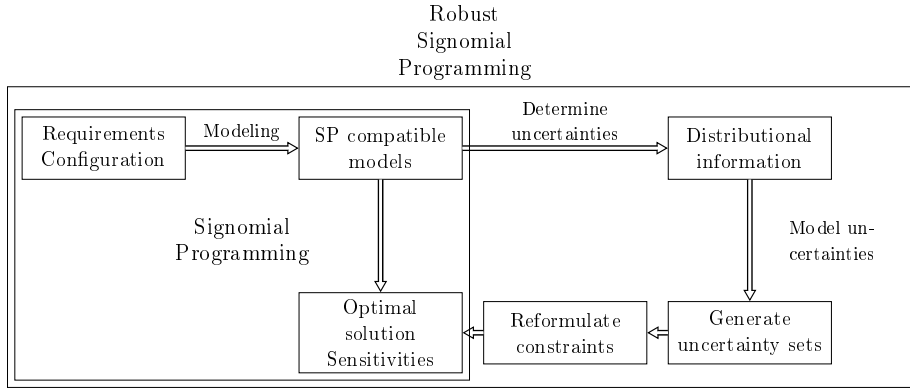 Robust
Signomial
Programming
Requirements
Configuration
Modeling
SP compatible
models
Determine
uncertainties
Distributional
information
Signomial
Programming
Model un-
certainties
Optimal
solution
Sensitivities
Reformulate
constraints
Generate
uncertainty sets